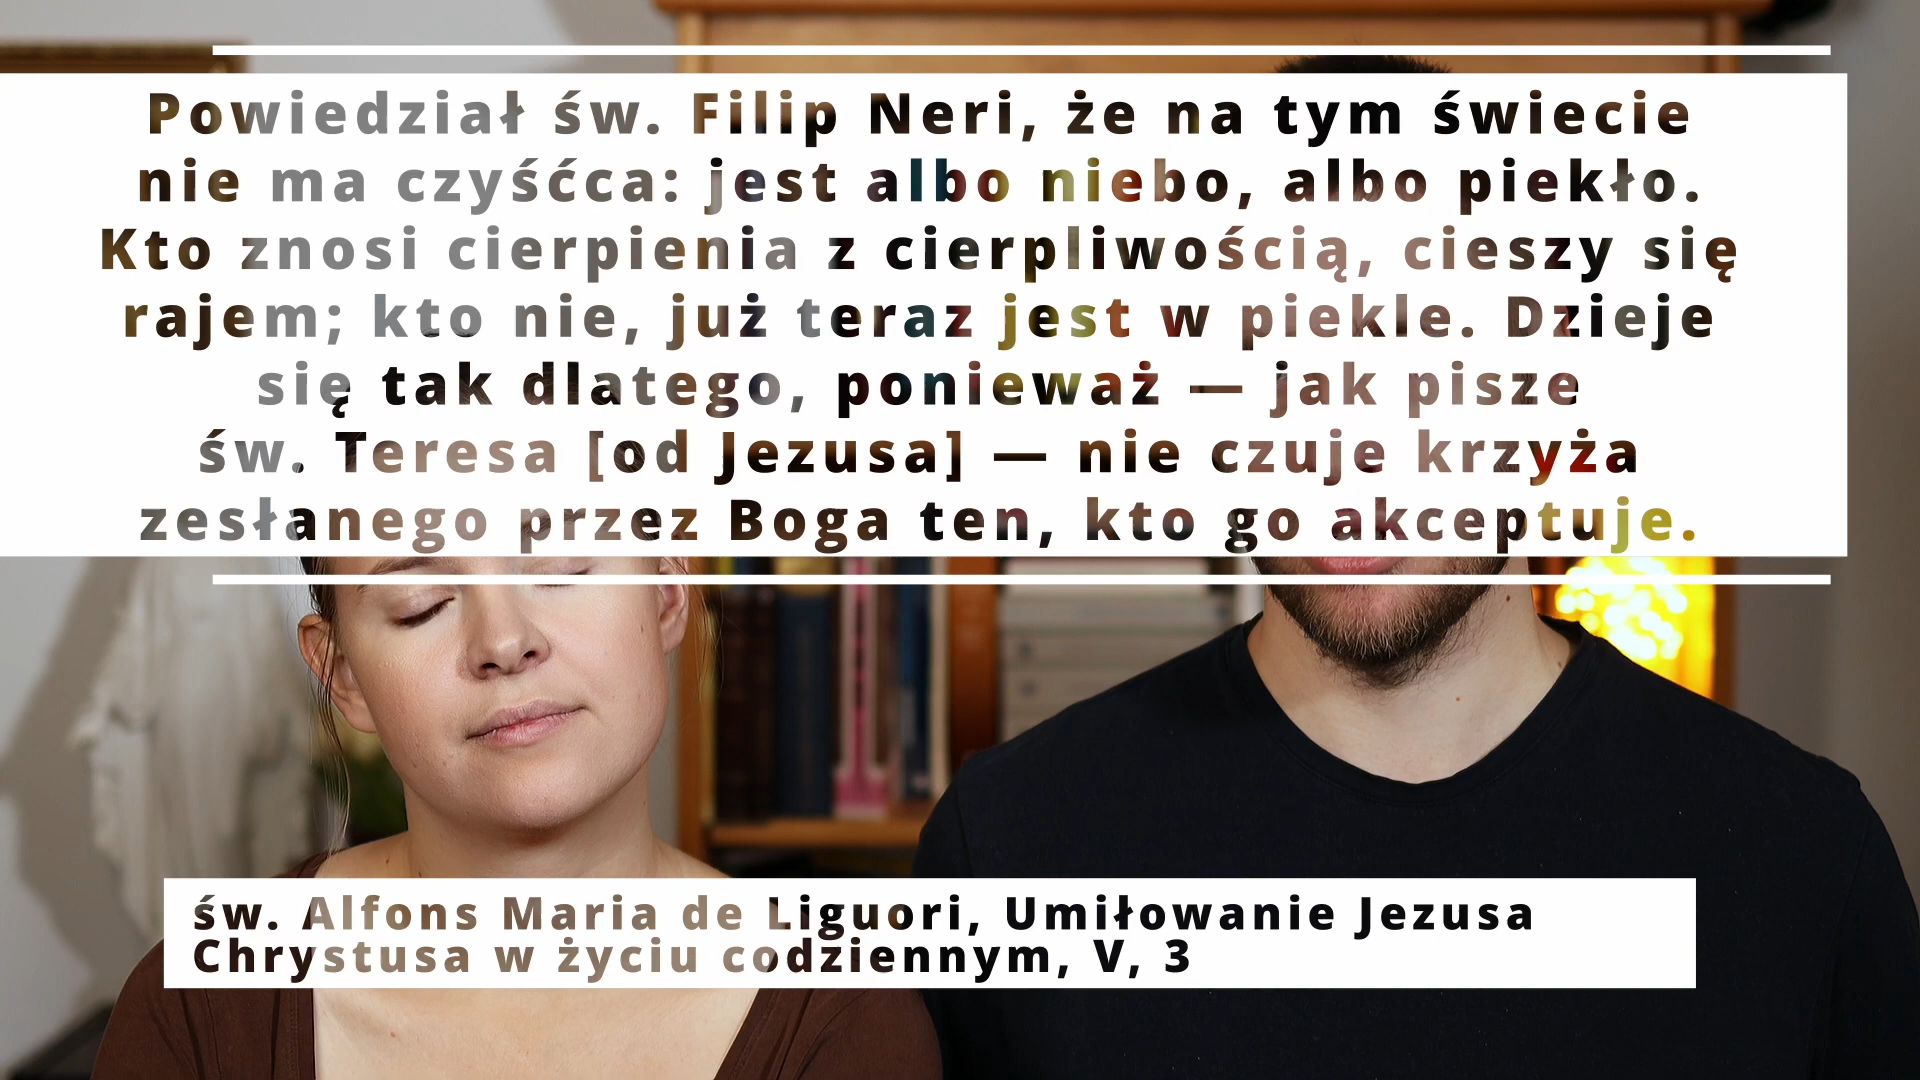 Powiedział św. Filip Neri, że na tym świecie
nie ma czyśćca: jest albo niebo, albo piekło.
Kto znosi cierpienia z cierpliwością, cieszy się
rajem; kto nie, już teraz jest w piekle. Dzieje
się tak dlatego, ponieważ — jak pisze
św. Teresa [od Jezusa] — nie czuje krzyża
zesłanego przez Boga ten, kto go akceptuje.
św. Alfons Maria de Liguori, Umiłowanie Jezusa
Chrystusa w życiu codziennym, V, 3